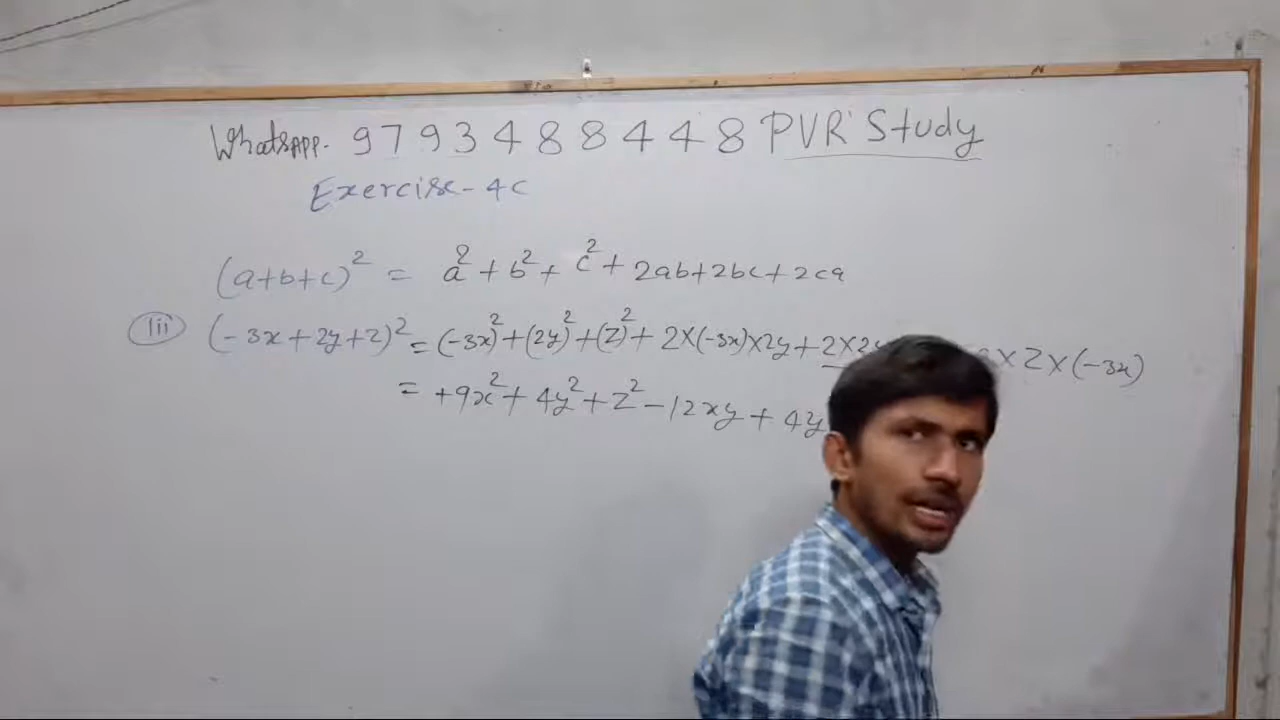 WhatsAPP. 9793488448 PVR Study
Exercise-4c
(a+b+c)² = a² + b² + c² + 2ab+2bc+2ca
(iii) (-3x+2y+z)² = (-3x)² + (2y)² + (z)² + 2×(-3x)×2y + 2×2 ×z×(-3x)
= +9x² + 4y² + z² - 12xy + 4y